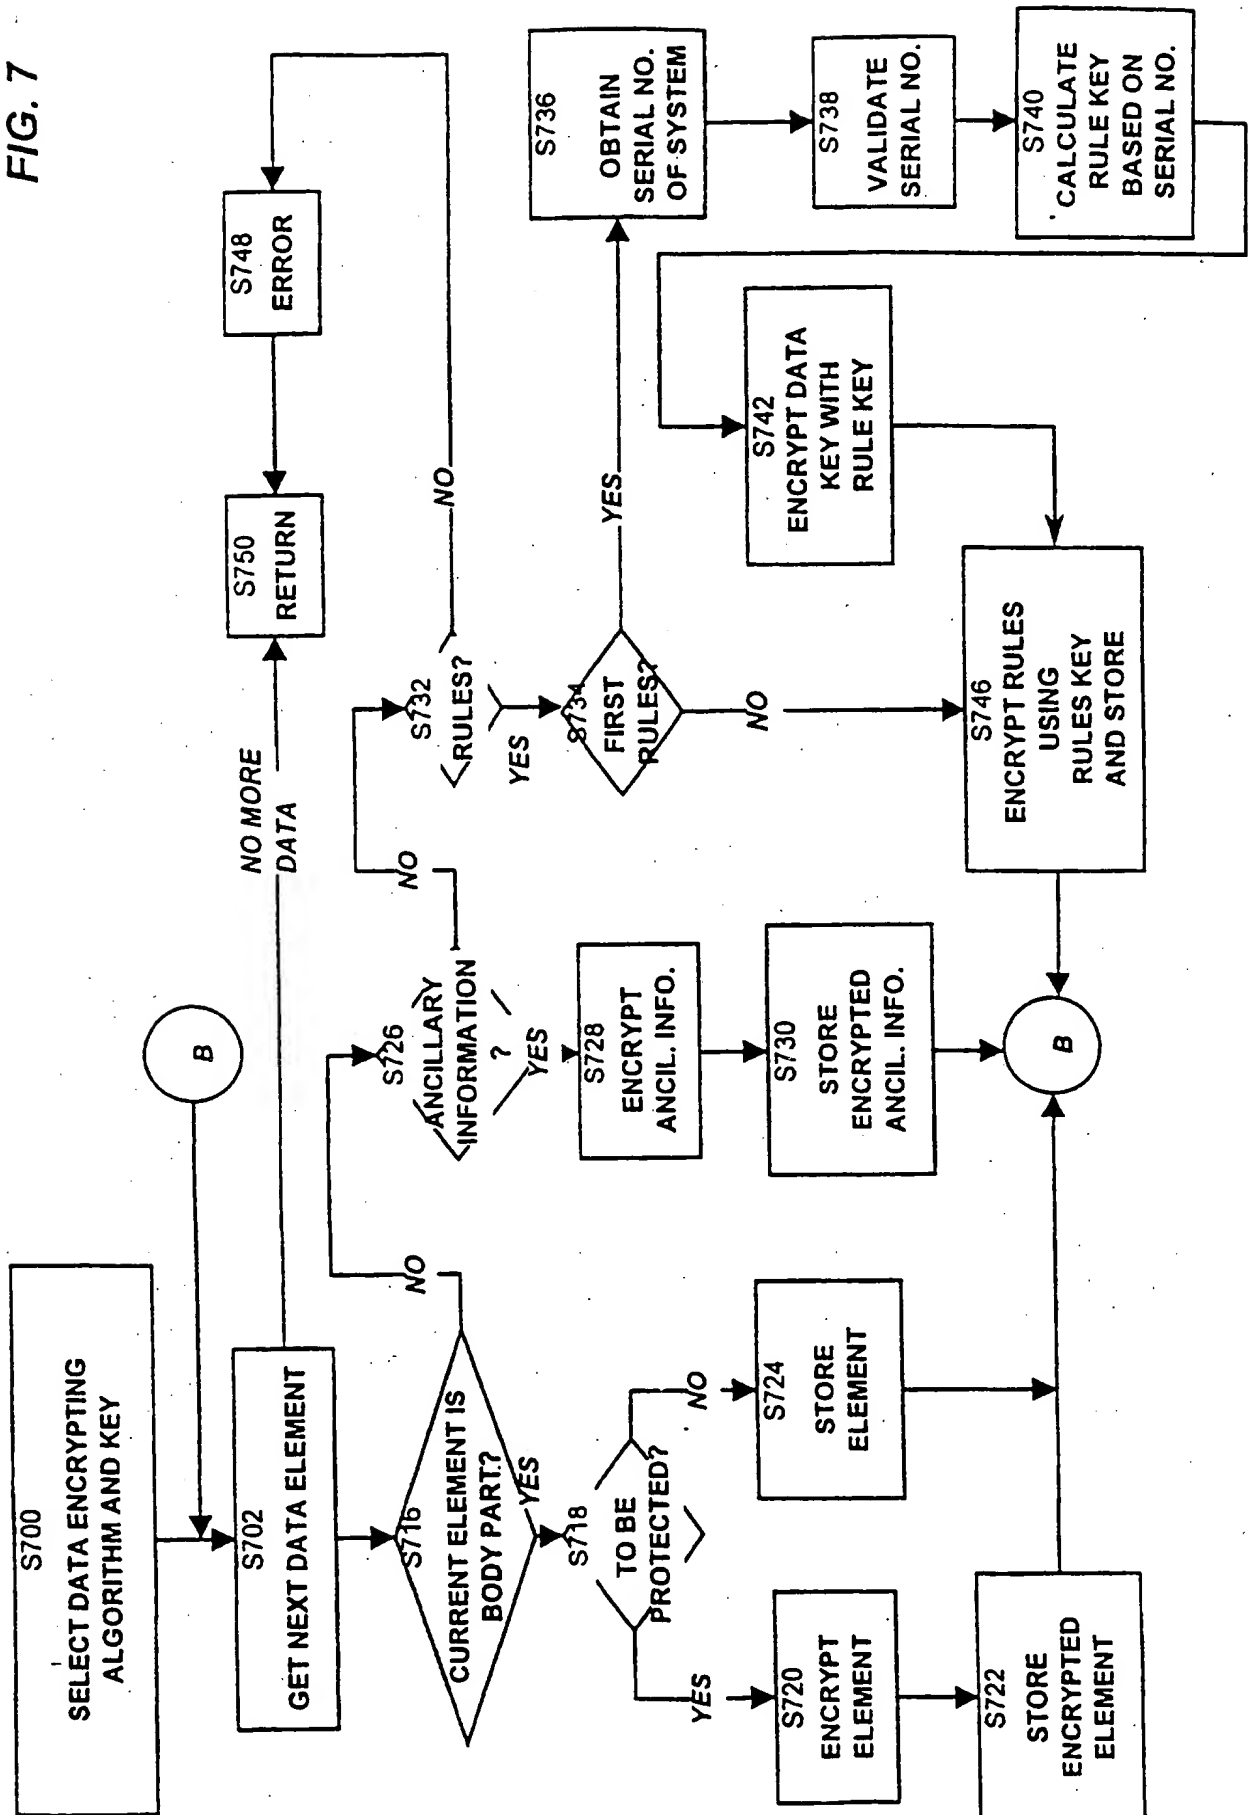 FIG. 7
S700
SELECT DATA ENCRYPTING
ALGORITHM AND KEY
B
S702
GET NEXT DATA ELEMENT
NO MORE
DATA
S750
RETURN
S748
ERROR
S716
CURRENT ELEMENT IS
BODY PART?
NO
YES
S718
TO BE
PROTECTED?
YES
NO
S720
ENCRYPT
ELEMENT
S722
STORE
ENCRYPTED
ELEMENT
S724
STORE
ELEMENT
S726
ANCILLARY
INFORMATION
?
NO
YES
S728
ENCRYPT
ANCIL. INFO.
S730
STORE
ENCRYPTED
ANCIL. INFO.
B
S732
RULES?
NO
YES
S734
FIRST
RULES?
YES
NO
S736
OBTAIN
SERIAL NO.
OF SYSTEM
S738
VALIDATE
SERIAL NO.
S740
CALCULATE
RULE KEY
BASED ON
SERIAL NO.
S742
ENCRYPT DATA
KEY WITH
RULE KEY
S746
ENCRYPT RULES
USING
RULES KEY
AND STORE